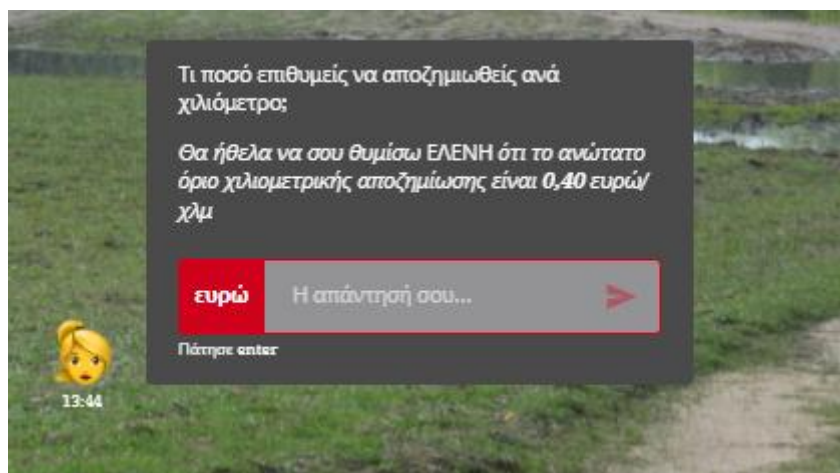 Τι ποσό επιθυμείς να αποζημιωθείς ανά
χιλιόμετρο;
Θα ήθελα να σου θυμίσω ΕΛΕΝΗ ότι το ανώτατο
όριο χιλιομετρικής αποζημίωσης είναι 0,40 ευρώ/
χλμ
ευρώ Η απάντησή σου...
Πάτησε enter
13:44